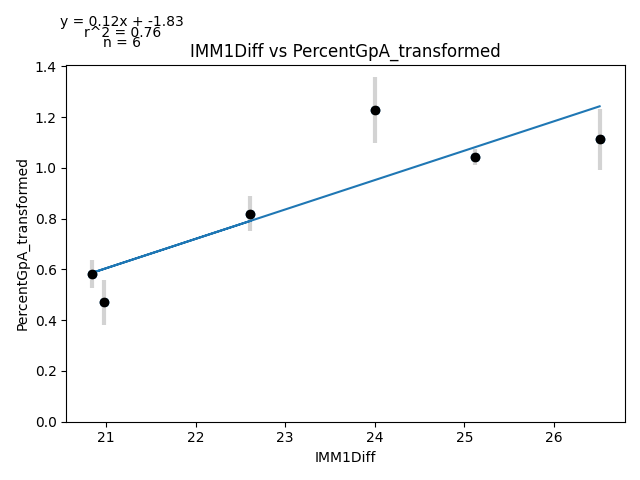 y = 0.12x + -1.83
r^2 = 0.76
n = 6
IMM1Diff vs PercentGpA_transformed
1.4
1.2
1.0
0.8
0.6
0.4
0.2
0.0
PercentGpA_transformed
21 22 23 24 25 26
IMM1Diff